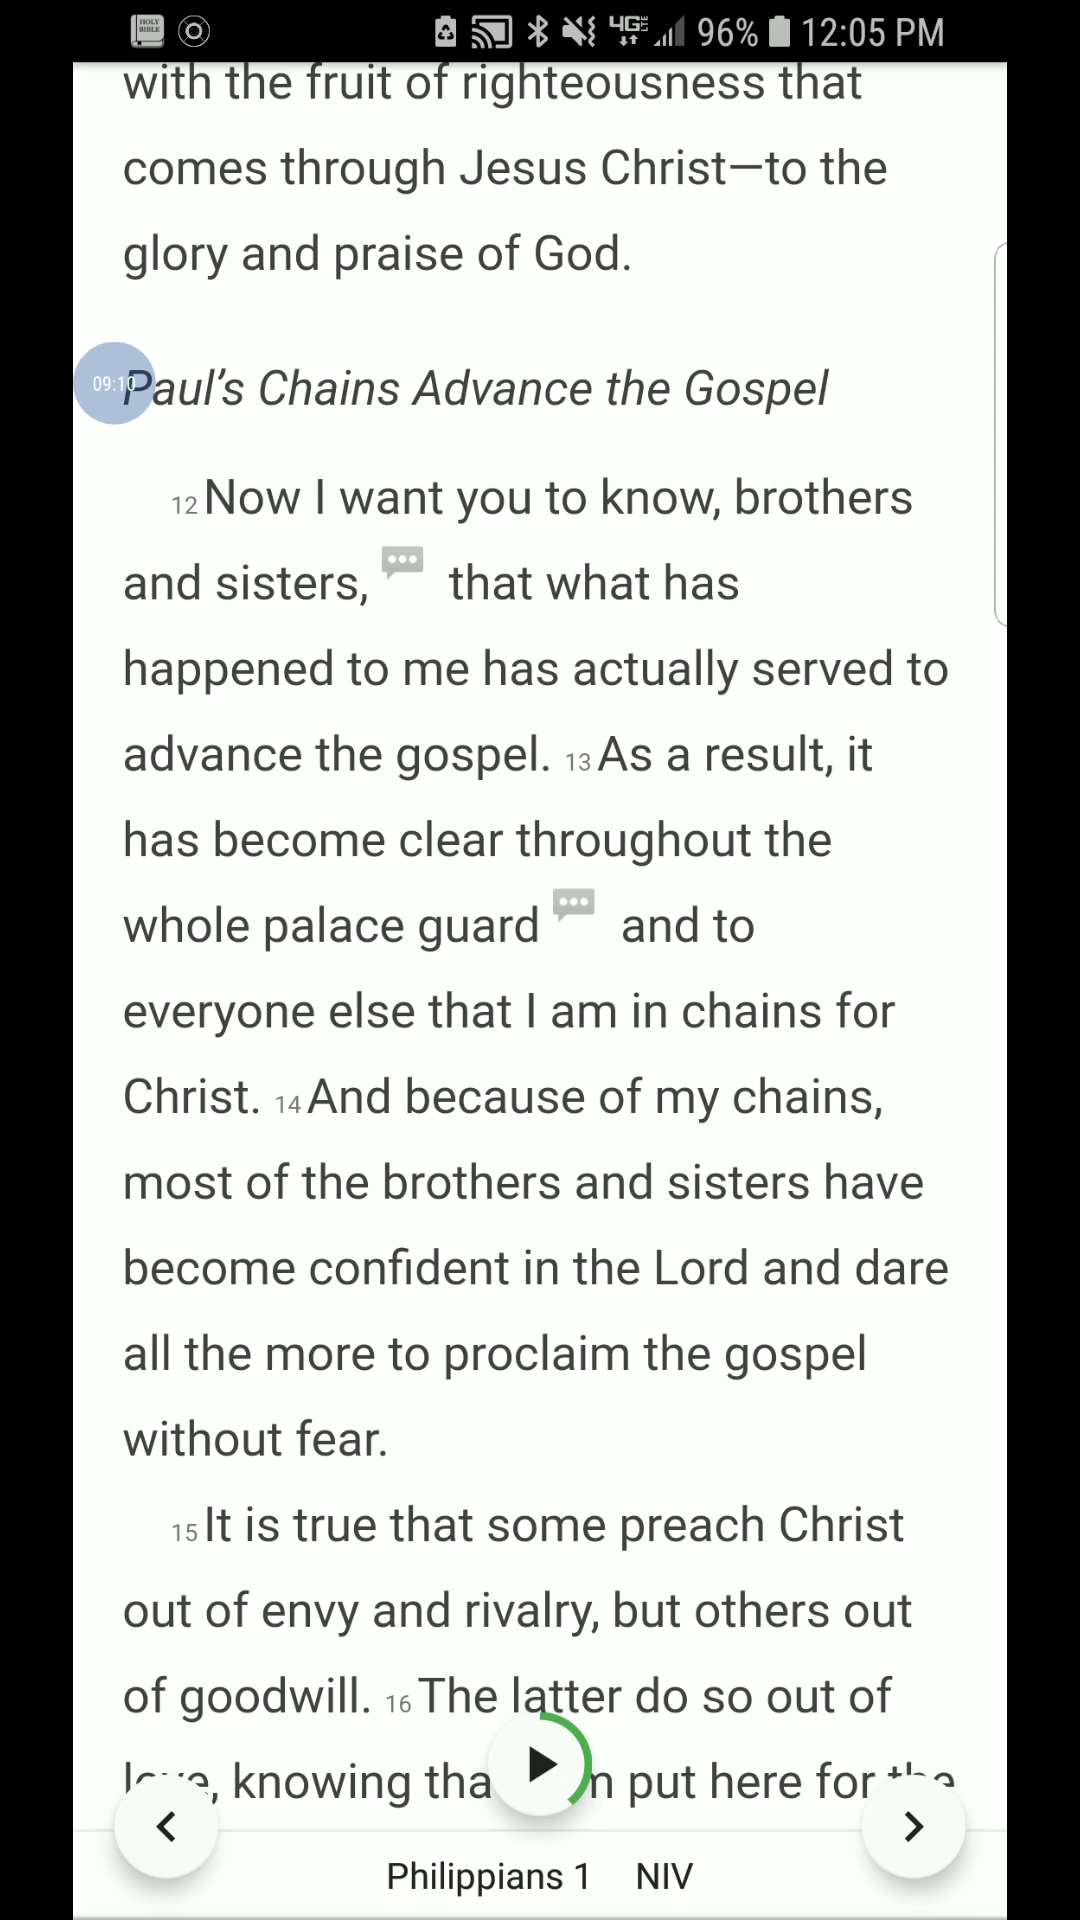 HOLY BIBLE 4G LTE 96% 12:05 PM
with the fruit of righteousness that
comes through Jesus Christ—to the
glory and praise of God.
09:10
Paul’s Chains Advance the Gospel
12 Now I want you to know, brothers
and sisters, that what has
happened to me has actually served to
advance the gospel. 13 As a result, it
has become clear throughout the
whole palace guard and to
everyone else that I am in chains for
Christ. 14 And because of my chains,
most of the brothers and sisters have
become confident in the Lord and dare
all the more to proclaim the gospel
without fear.
15 It is true that some preach Christ
out of envy and rivalry, but others out
of goodwill. 16 The latter do so out of
love, knowing put here for the
Philippians 1 NIV